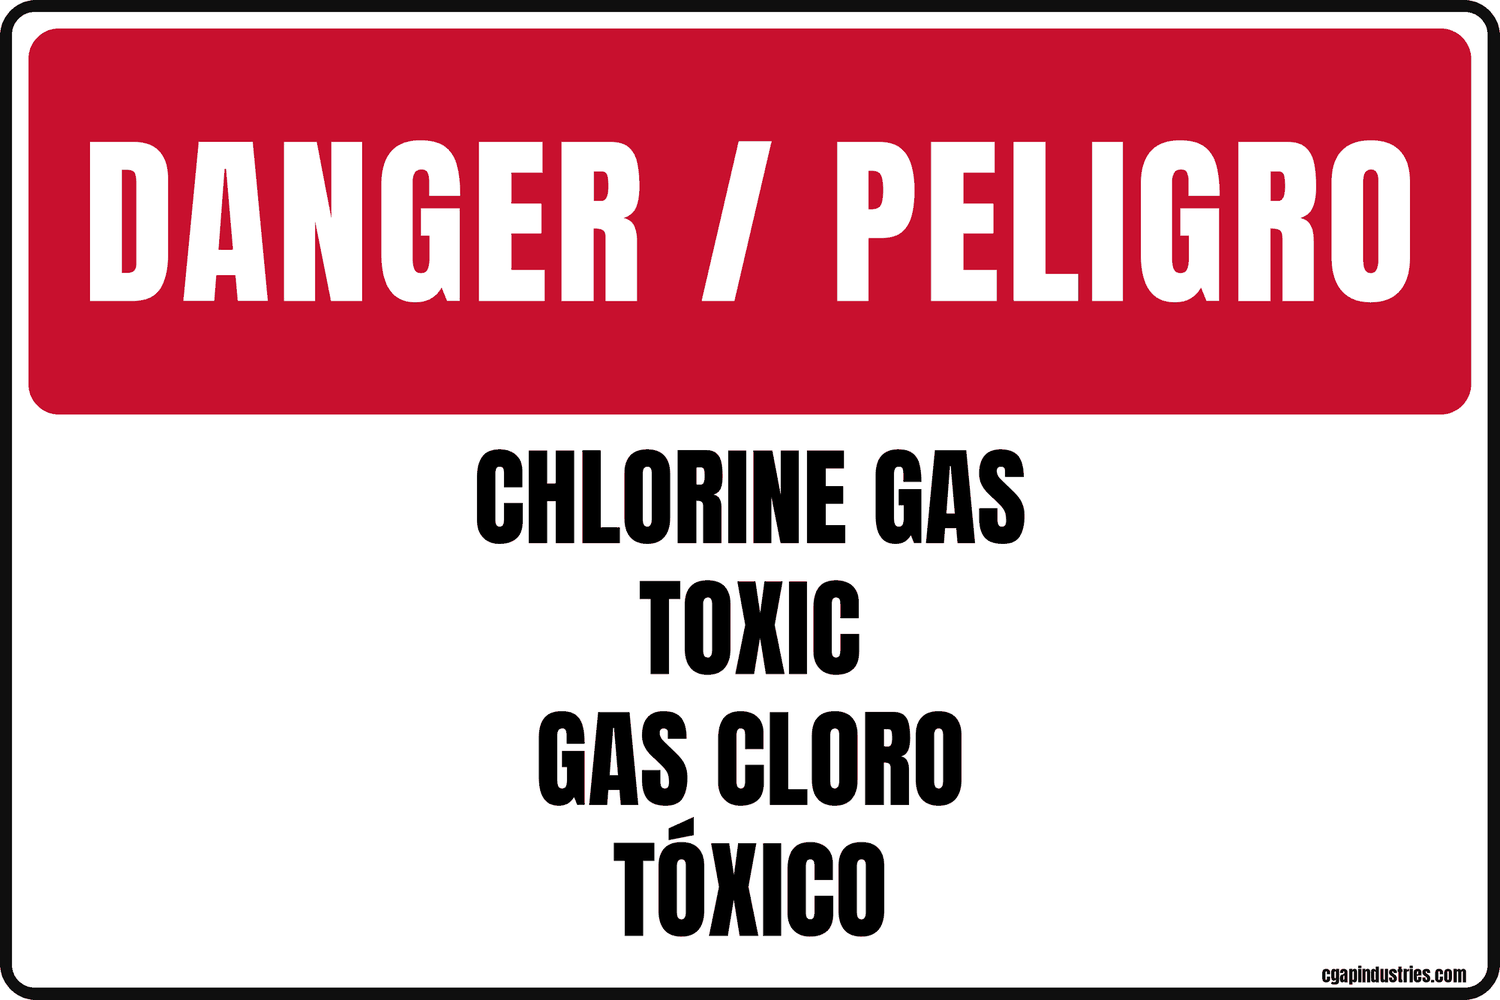 DANGER / PELIGRO
CHLORINE GAS
TOXIC
GAS CLORO
TÓXICO
cgapindustries.com